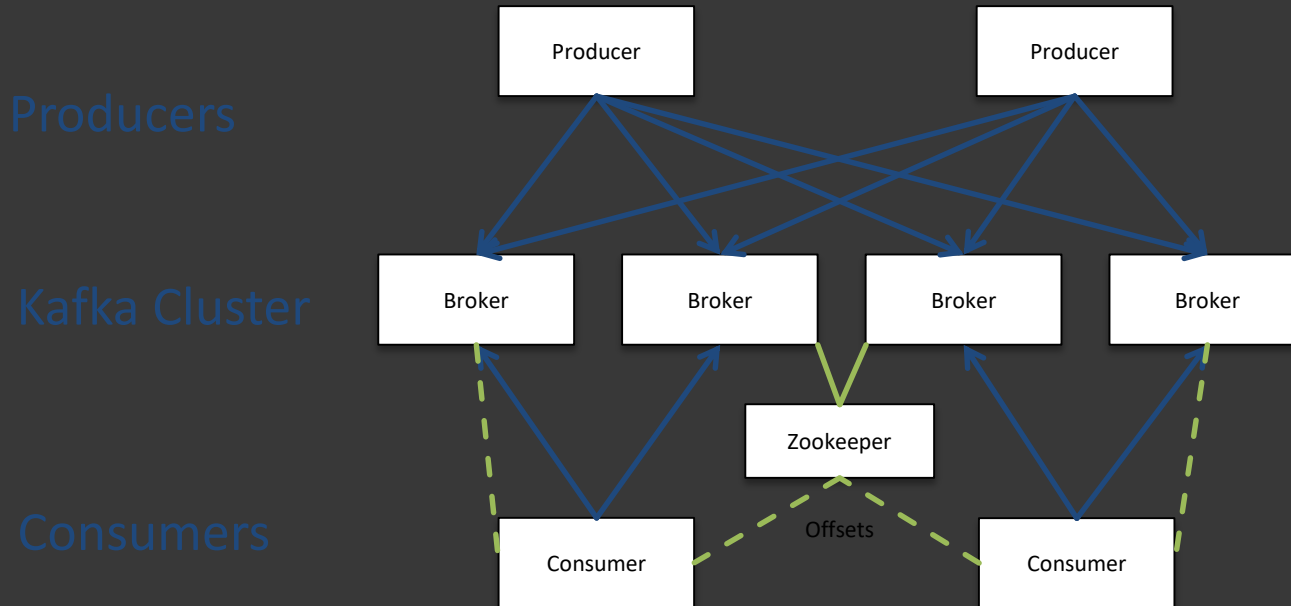 Producer
Producer
Producers
Broker
Broker
Broker
Broker
Kafka Cluster
Zookeeper
Offsets
Consumers
Consumer
Consumer